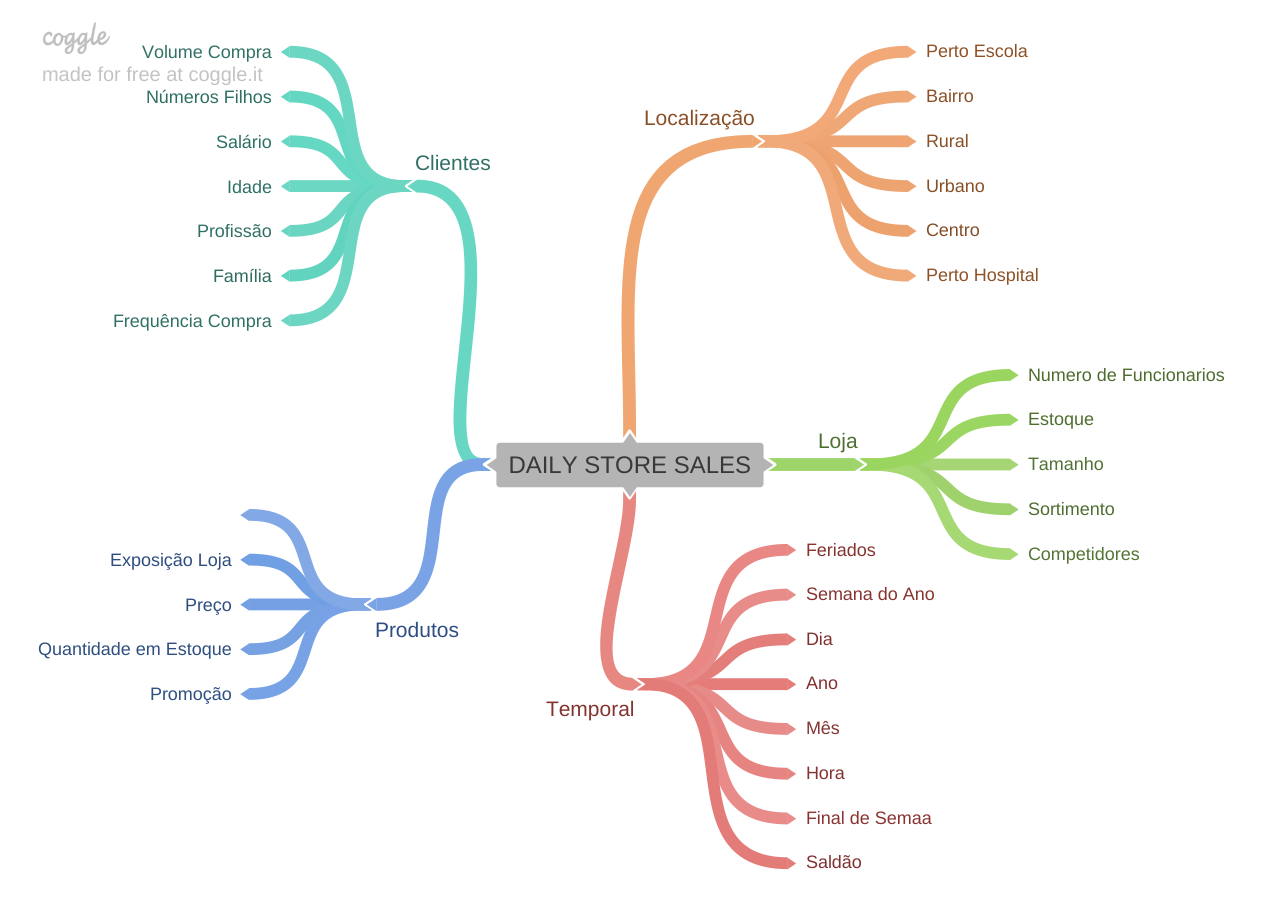 coggle
made for free at coggle.it
Volume Compra
Números Filhos
Salário
Idade
Profissão
Família
Frequência Compra
Clientes
Localização
Perto Escola
Bairro
Rural
Urbano
Centro
Perto Hospital
DAILY STORE SALES
Loja
Numero de Funcionarios
Estoque
Tamanho
Sortimento
Competidores
Exposição Loja
Preço
Quantidade em Estoque
Promoção
Produtos
Temporal
Feriados
Semana do Ano
Dia
Ano
Mês
Hora
Final de Semaa
Saldão